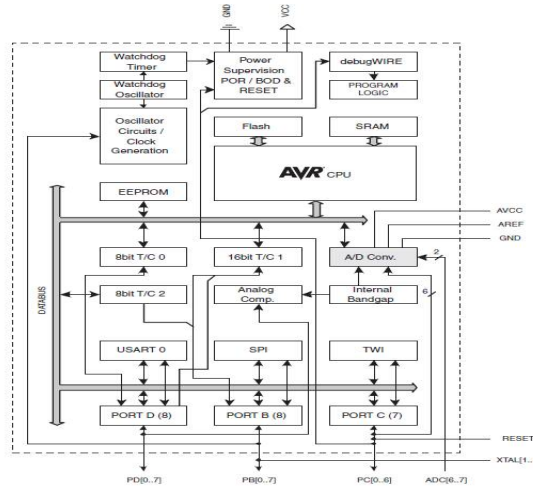 GND
VCC
Watchdog
Timer
Watchdog
Oscillator
Oscillator
Circuits /
Clock
Generation
Power
Supervision
POR / BOD &
RESET
debugWIRE
PROGRAM
LOGIC
Flash
SRAM
AVR CPU
EEPROM
AVCC
AREF
GND
8bit T/C 0
16bit T/C 1
A/D Conv.
2
DATABUS
8bit T/C 2
Analog
Comp.
Internal
Bandgap
6
USART 0
SPI
TWI
PORT D (8)
PORT B (8)
PORT C (7)
RESET
XTAL[1..
PD[0..7]
PB[0..7]
PC[0..6]
ADC[6..7]